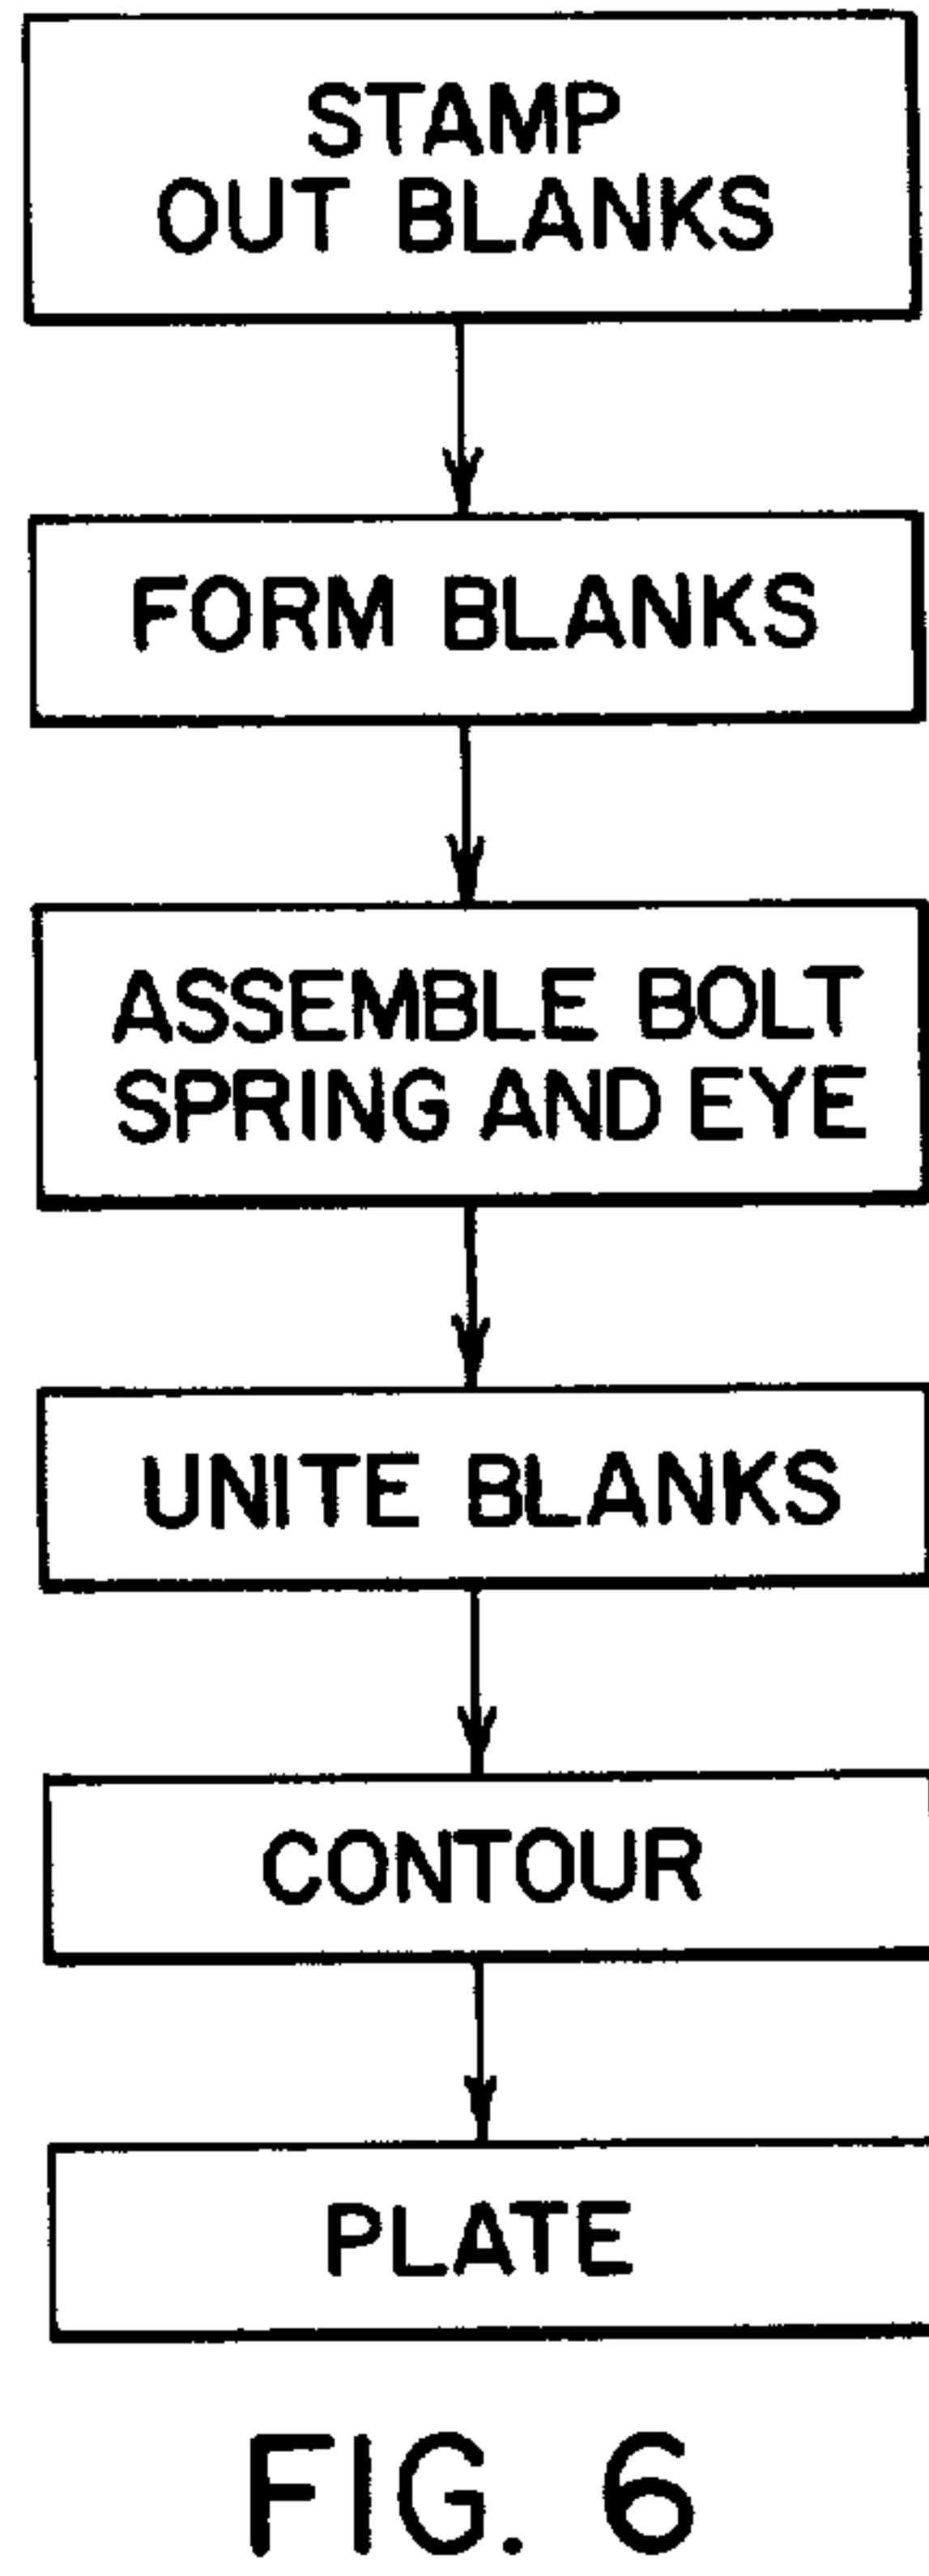 STAMP
OUT BLANKS
FORM BLANKS
ASSEMBLE BOLT
SPRING AND EYE
UNITE BLANKS
CONTOUR
PLATE
FIG. 6